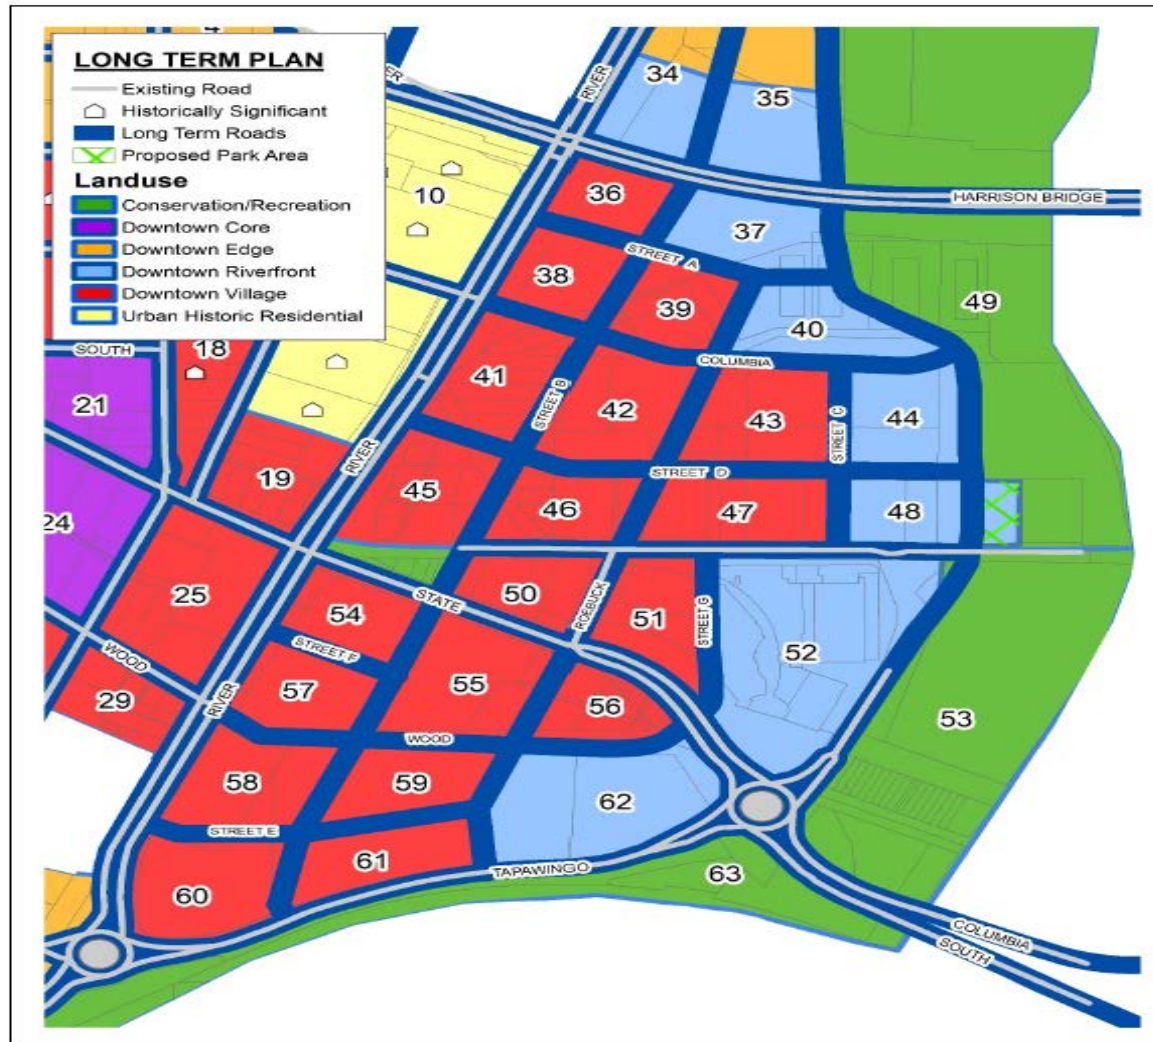 LONG TERM PLAN
Existing Road
Historically Significant
Long Term Roads
Proposed Park Area
Landuse
Conservation/Recreation
Downtown Core
Downtown Edge
Downtown Riverfront
Downtown Village
Urban Historic Residential
4
ER
RIVER
34
35
10
36
HARRISON BRIDGE
37
STREET A
38
39
49
40
18
SOUTH
COLUMBIA
41
21
STREET B
42
43
STREET C
44
RIVER
STREET D
19
45
46
47
48
24
25
54
STATE
50
ROEBUCK
51
STREET G
STREET F
52
WOOD
57
55
56
29
RIVER
53
WOOD
58
59
62
STREET E
61
TAPAWINGO
63
60
COLUMBIA
SOUTH